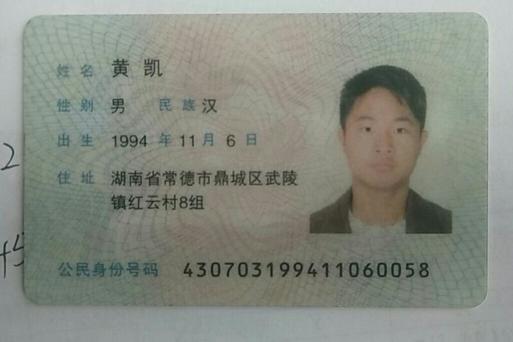 姓名 黄凯
性别 男 民族 汉
出生 1994 年 11 月 6 日
住址 湖南省常德市鼎城区武陵
镇红云村8组
公民身份号码 430703199411060058
2